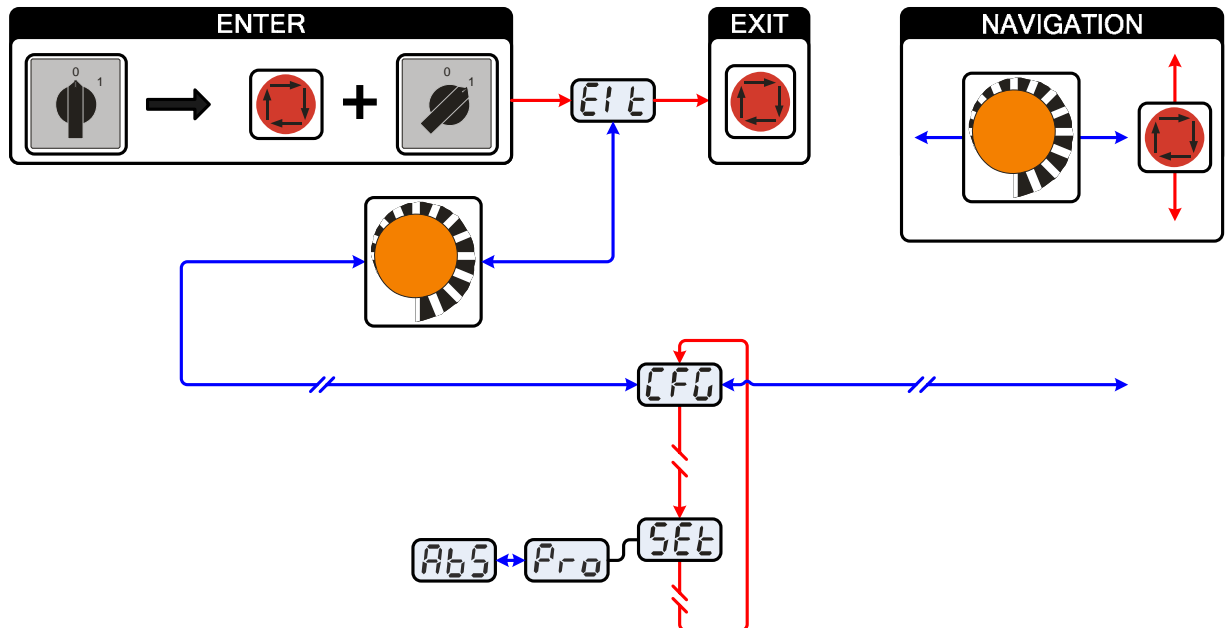 ENTER
EXIT
NAVIGATION
0
1
0
1
EIt
CFG
SEt
AbS
Pro